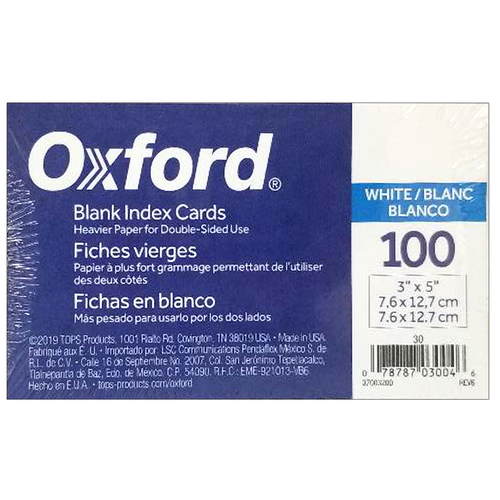 Oxford®
Blank Index Cards
Heavier Paper for Double-Sided Use
Fiches vierges
Papier à plus fort grammage permettant de l'utiliser
des deux côtés
Fichas en blanco
Más pesado para usarlo por los dos lados
©2019 TOPS Products. 1001 Rialto Rd. Covington, TN 38019 USA • Made in USA.
Fabriqué aux É. U. • Importado por: LSC Communications Pendaflex México S. de
R.L. de C.V. • Calle 16 de Septiembre No. 2007, Col. San Jerónimo Tepetlacalco,
Tlalnepantla de Baz, Edo. de México, C.P. 54090. R.F.C.: EME-921013-VB6
Hecho en E.U. • tops-products.com/oxford
WHITE/BLANC
BLANCO
100
3" x 5"
7.6 x 12,7 cm
7.6 x 12.7 cm
30
0 78787 03004 6
REV6